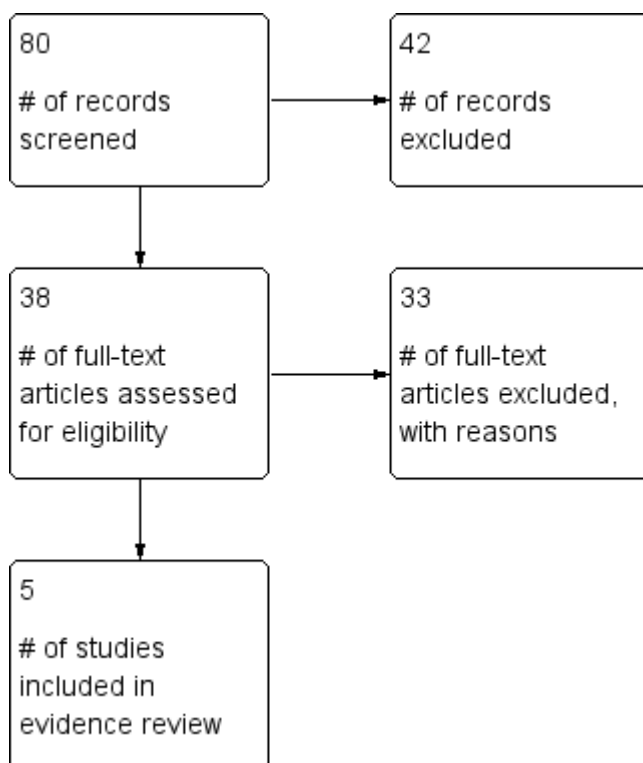 80
# of records
screened
42
# of records
excluded
38
# of full-text
articles assessed
for eligibility
33
# of full-text
articles excluded,
with reasons
5
# of studies
included in
evidence review